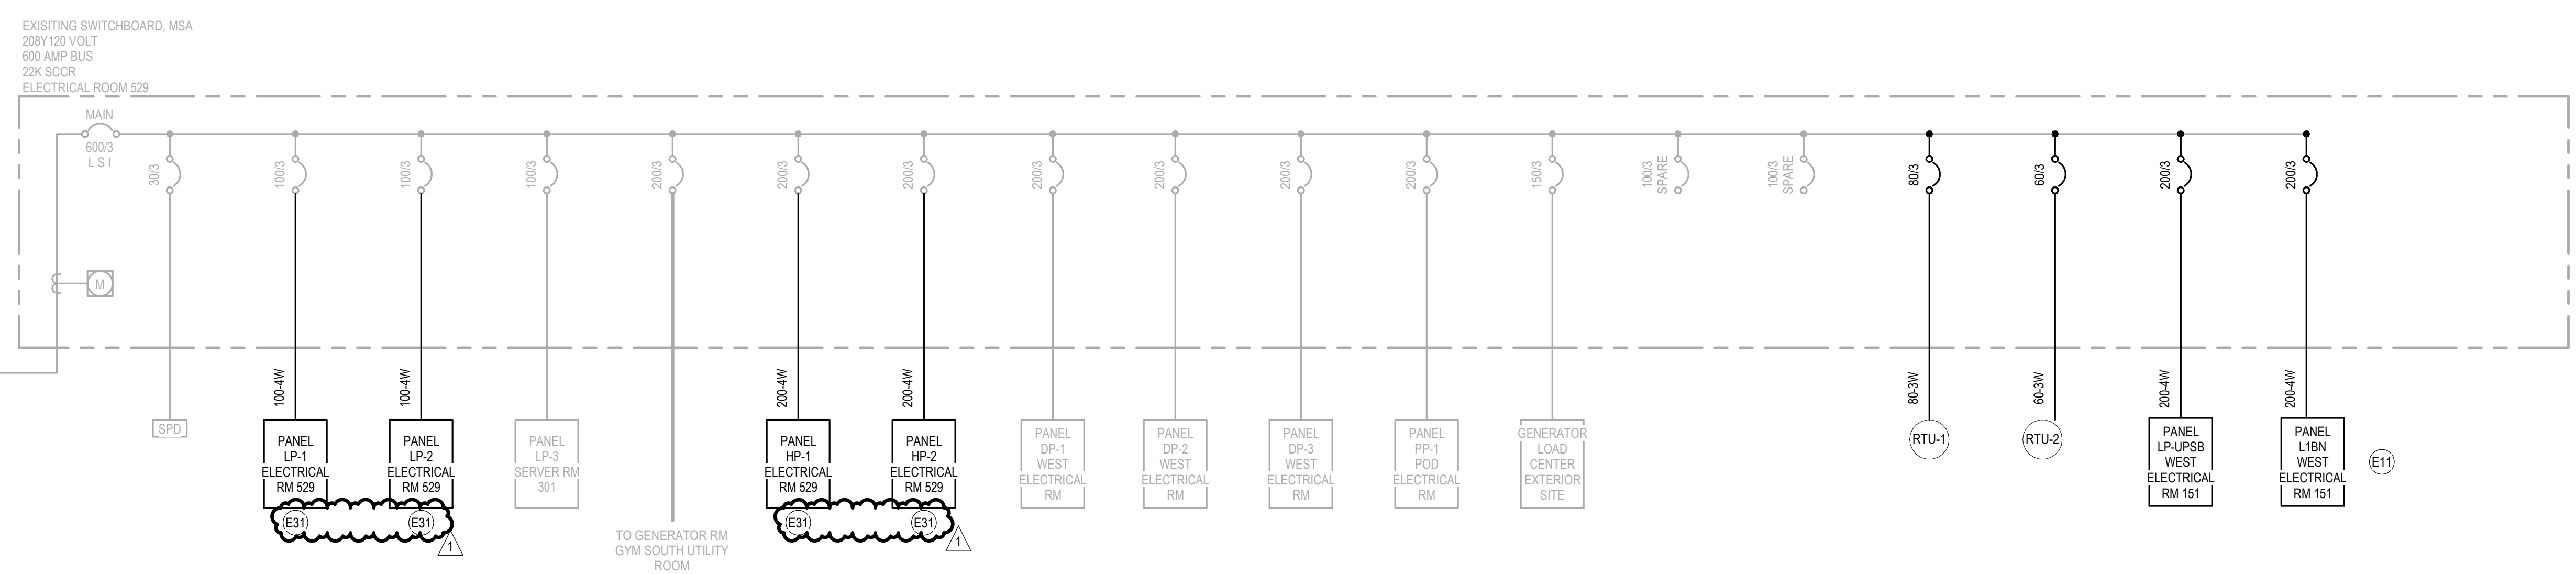 EXISITING SWITCHBOARD, MSA
208Y120 VOLT
600 AMP BUS
22K SCCR
ELECTRICAL ROOM 529
MAIN
600/3
L S I
30/3
100/3
100/3
100/3
200/3
200/3
200/3
200/3
200/3
200/3
200/3
150/3
100/3
SPARE
100/3
SPARE
80/3
60/3
200/3
200/3
M
100-4W
100-4W
200-4W
200-4W
80-3W
60-3W
200-4W
200-4W
SPD
PANEL
LP-1
ELECTRICAL
RM 529
E31
PANEL
LP-2
ELECTRICAL
RM 529
E31
1
PANEL
LP-3
SERVER RM
301
TO GENERATOR RM
GYM SOUTH UTILITY
ROOM
PANEL
HP-1
ELECTRICAL
RM 529
E31
PANEL
HP-2
ELECTRICAL
RM 529
E31
1
PANEL
DP-1
WEST
ELECTRICAL
RM
PANEL
DP-2
WEST
ELECTRICAL
RM
PANEL
DP-3
WEST
ELECTRICAL
RM
PANEL
PP-1
POD
ELECTRICAL
RM
GENERATOR
LOAD
CENTER
EXTERIOR
SITE
RTU-1
RTU-2
PANEL
LP-UPSB
WEST
ELECTRICAL
RM 151
PANEL
L1BN
WEST
ELECTRICAL
RM 151
E11